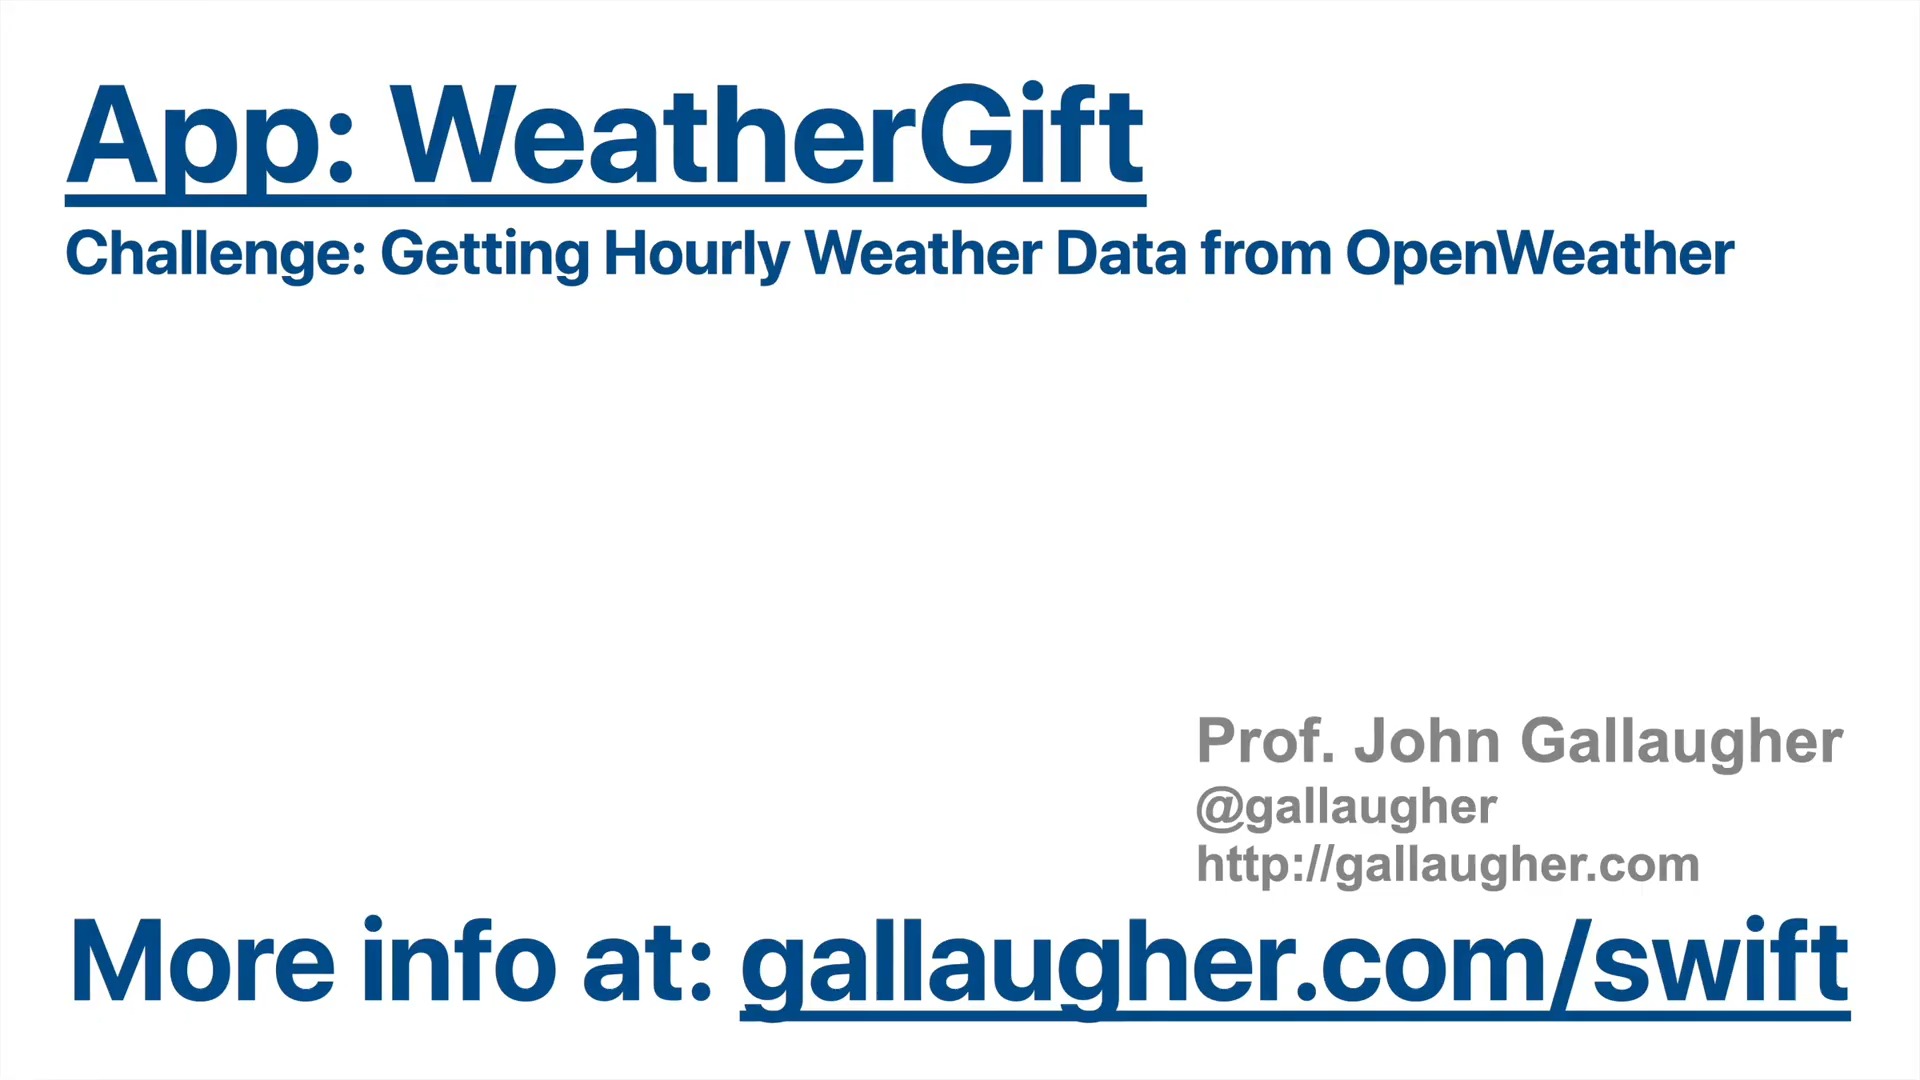 App: WeatherGift
Challenge: Getting Hourly Weather Data from OpenWeather
Prof. John Gallaugher
@gallaugher
http://gallaugher.com
More info at: gallaugher.com/swift